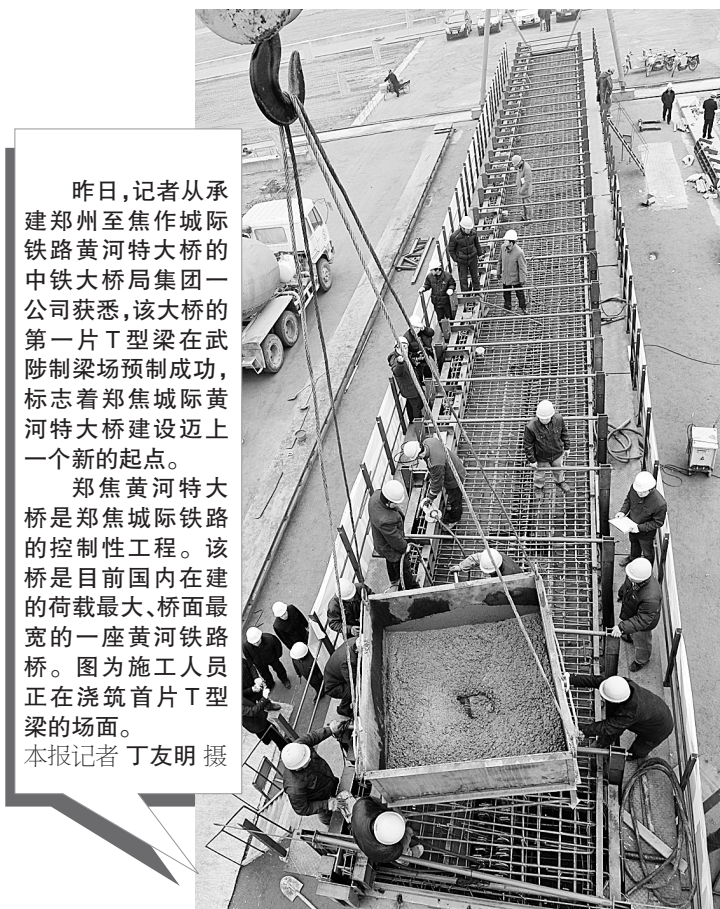 昨日，记者从承
建郑州至焦作城际
铁路黄河特大桥的
中铁大桥局集团一
公司获悉，该大桥的
第一片T型梁在武
陟制梁场预制成功，
标志着郑焦城际黄
河特大桥建设迈上
一个新的起点。
郑焦黄河特大
桥是郑焦城际铁路
的控制性工程。该
桥是目前国内在建
的荷载最大、桥面最
宽的一座黄河铁路
桥。图为施工人员
正在浇筑首片T型
梁的场面。
本报记者 丁友明 摄